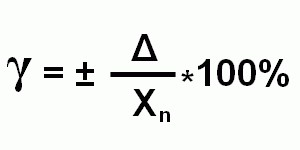 γ = ± Δ / Xₙ * 100%